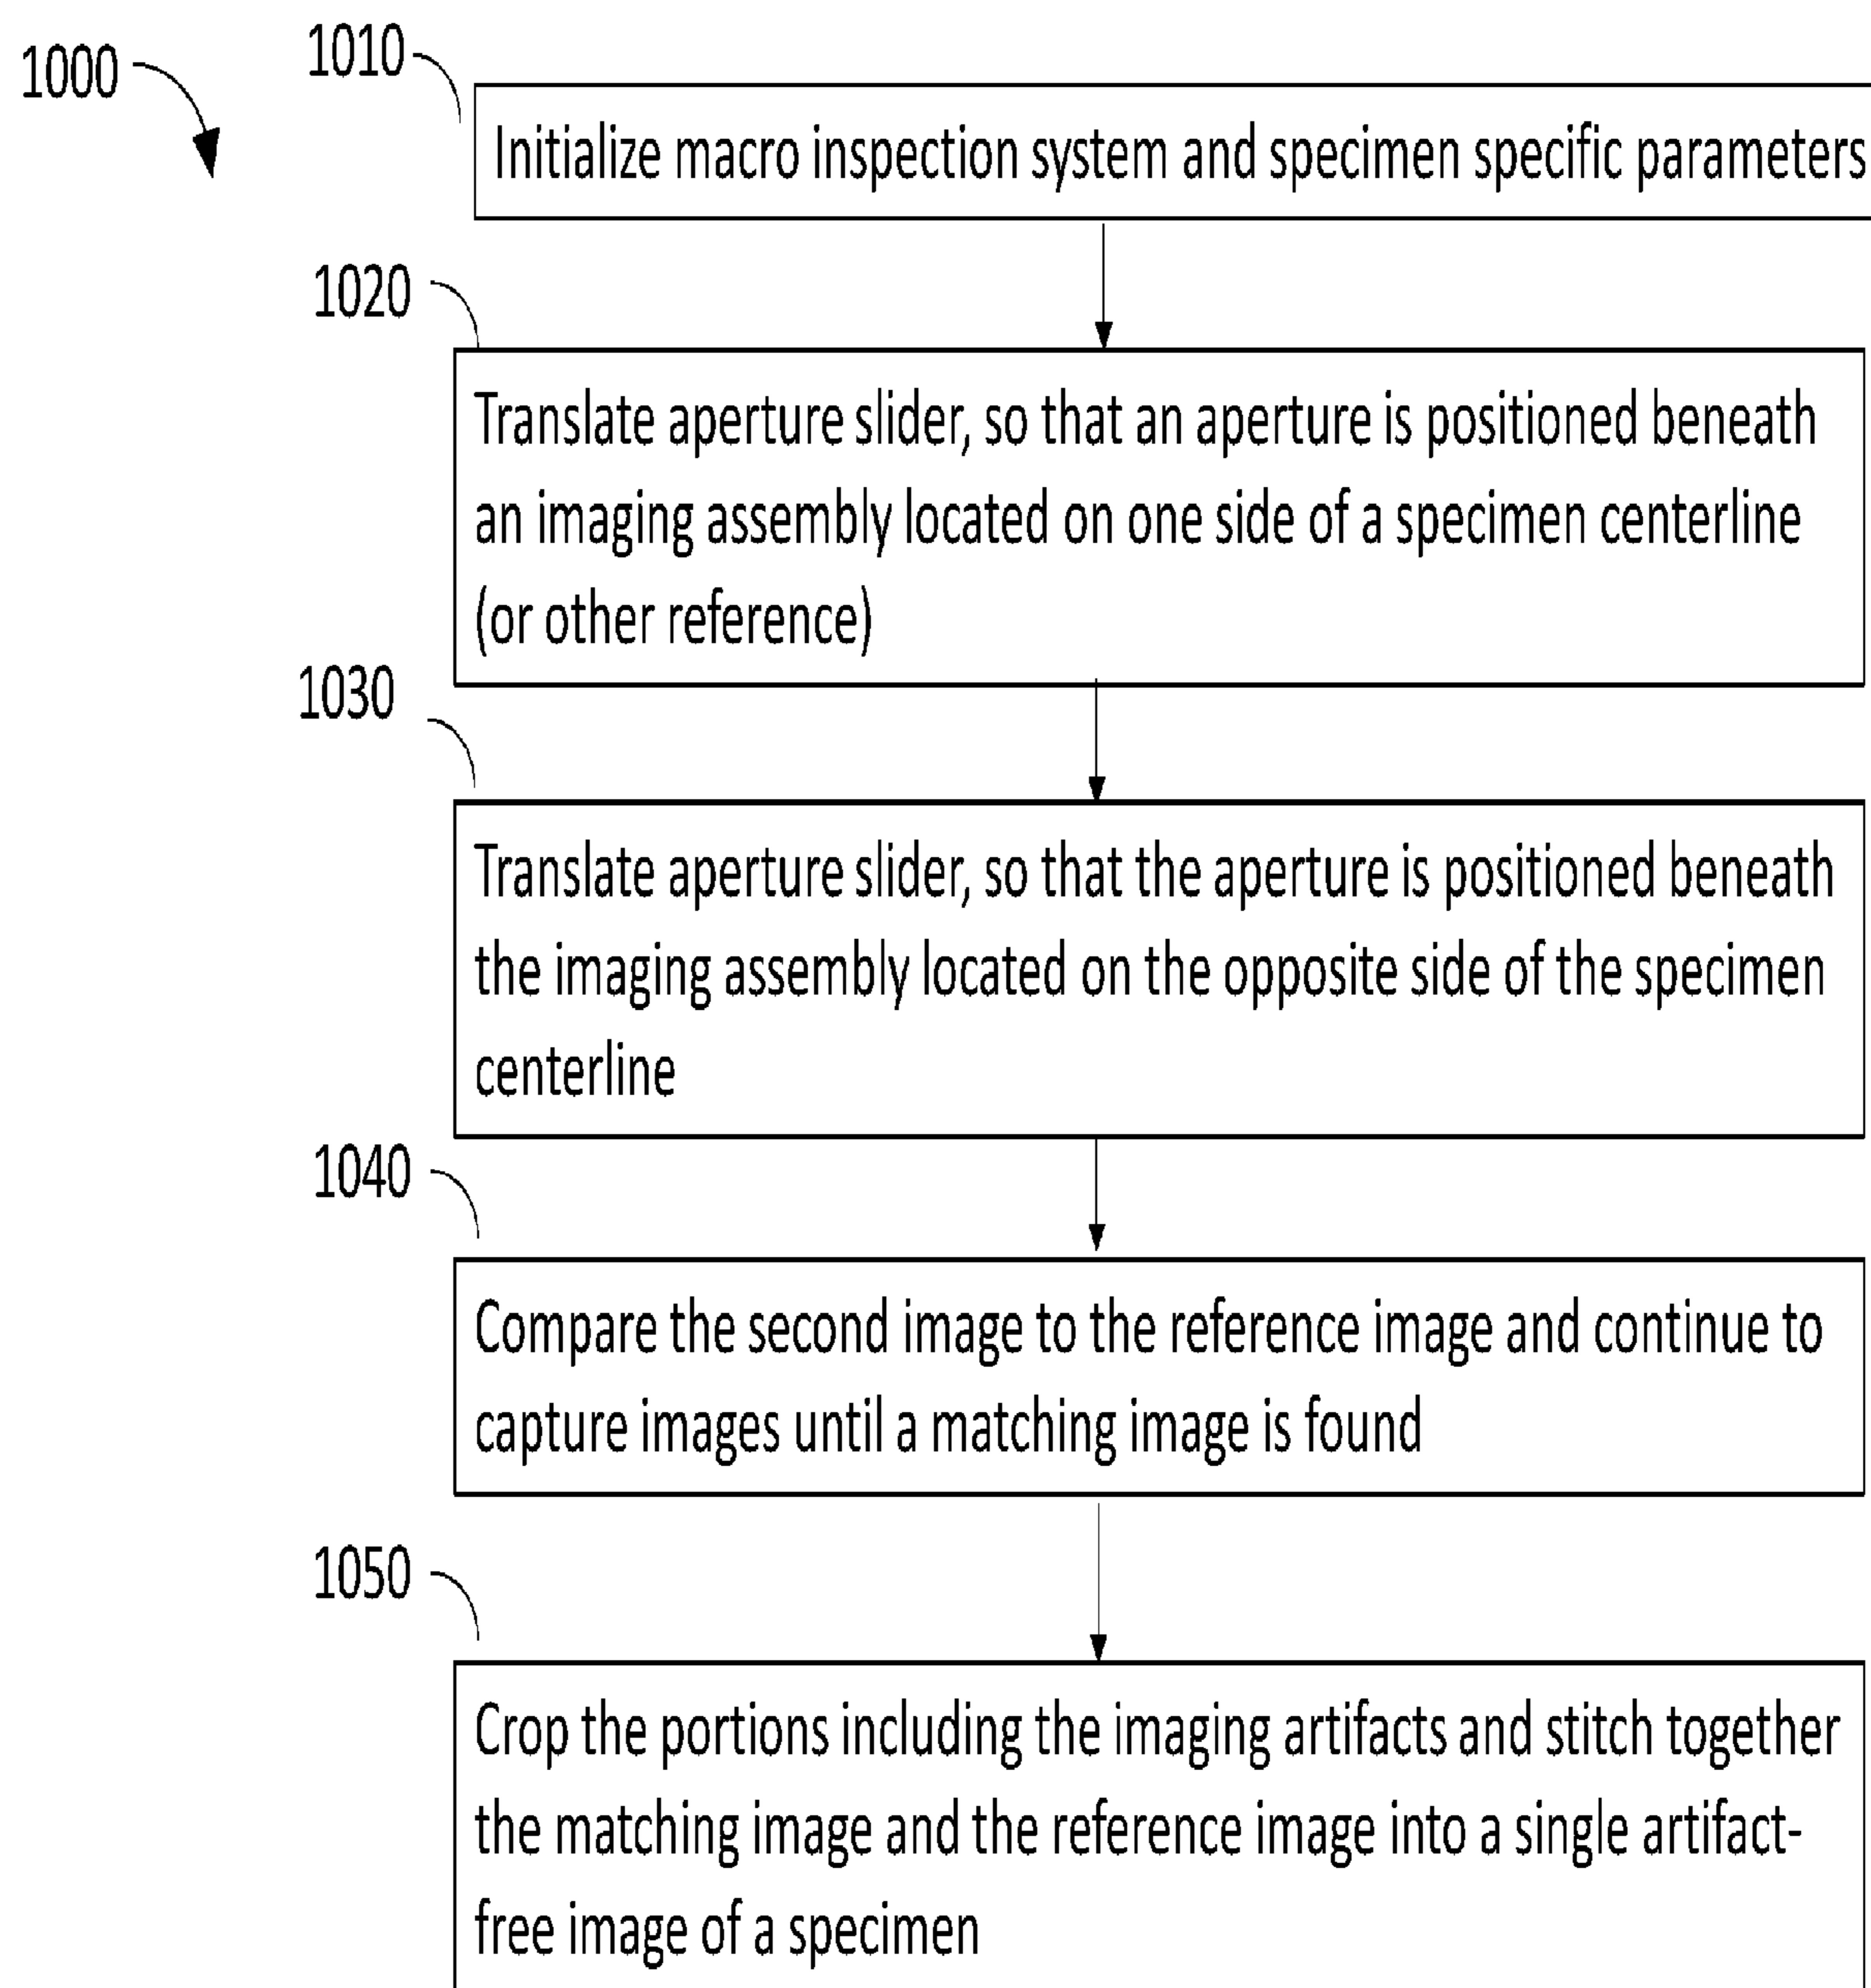 1000
1010
Initialize macro inspection system and specimen specific parameters
1020
Translate aperture slider, so that an aperture is positioned beneath
an imaging assembly located on one side of a specimen centerline
(or other reference)
1030
Translate aperture slider, so that the aperture is positioned beneath
the imaging assembly located on the opposite side of the specimen
centerline
1040
Compare the second image to the reference image and continue to
capture images until a matching image is found
1050
Crop the portions including the imaging artifacts and stitch together
the matching image and the reference image into a single artifact-
free image of a specimen